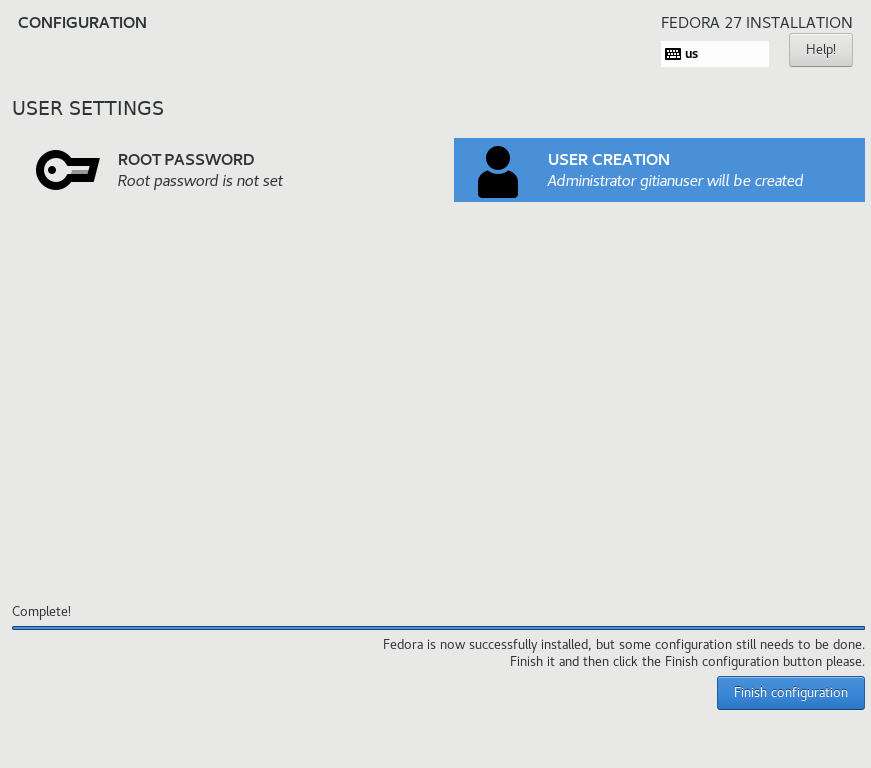 CONFIGURATION
FEDORA 27 INSTALLATION
us
Help!
USER SETTINGS
ROOT PASSWORD
Root password is not set
USER CREATION
Administrator gitianuser will be created
Complete!
Fedora is now successfully installed, but some configuration still needs to be done.
Finish it and then click the Finish configuration button please.
Finish configuration